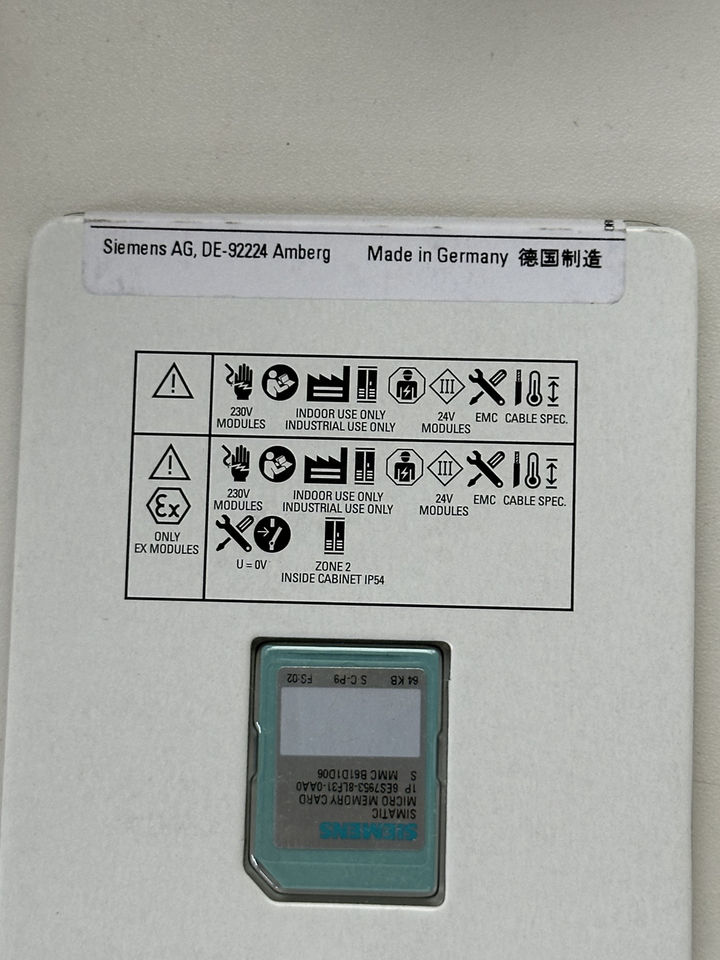 Siemens AG, DE-92224 Amberg Made in Germany 德国制造
230V MODULES
INDOOR USE ONLY
INDUSTRIAL USE ONLY
III
24V MODULES
EMC
CABLE SPEC.
Ex
ONLY
EX MODULES
230V MODULES
INDOOR USE ONLY
INDUSTRIAL USE ONLY
III
24V MODULES
EMC
CABLE SPEC.
U = 0V
ZONE 2
INSIDE CABINET IP54
SIEMENS
SIMATIC
MICRO MEMORY CARD
1P 6ES7953-8LF31-0AA0
S MMC B61D1D06
64 KB S C-P9 FS:02